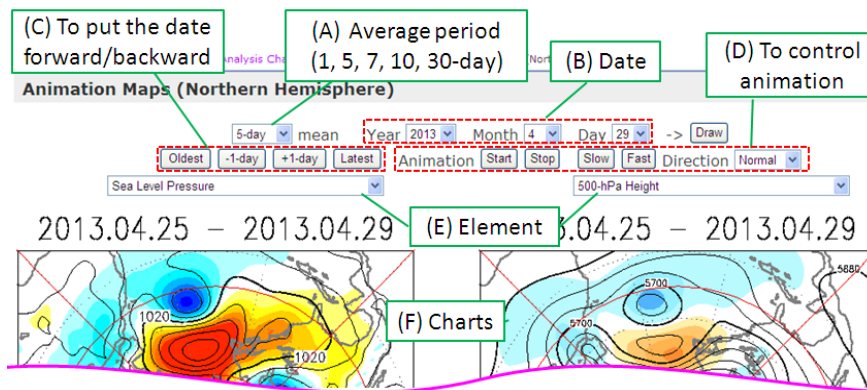 (C) To put the date
forward/backward
(A) Average period
(1, 5, 7, 10, 30-day)
(B) Date
(D) To control
animation
Analysis Cha
Nor
Animation Maps (Northern Hemisphere)
5-day mean Year 2013 Month 4 Day 29 -> Draw
Oldest -1-day +1-day Latest Animation Start Stop Slow Fast Direction Normal
Sea Level Pressure 500-hPa Height
(E) Element
2013.04.25 – 2013.04.29 3.04.25 – 2013.04.29
(F) Charts
1020
1020
5700
5700
5880